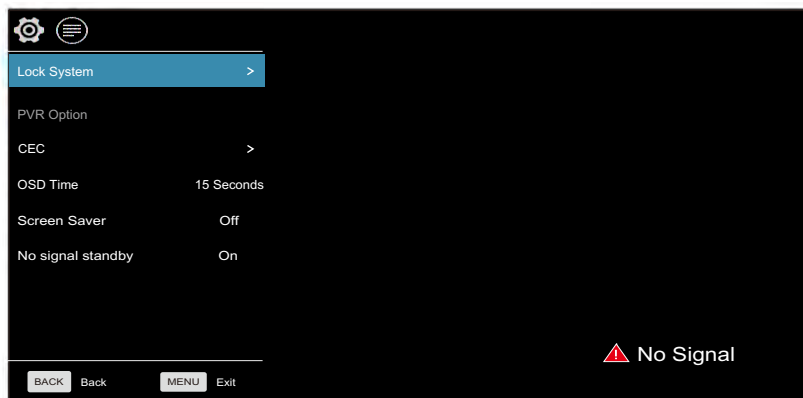 Lock System >
PVR Option
CEC >
OSD Time 15 Seconds
Screen Saver Off
No signal standby On
No Signal
BACK Back MENU Exit